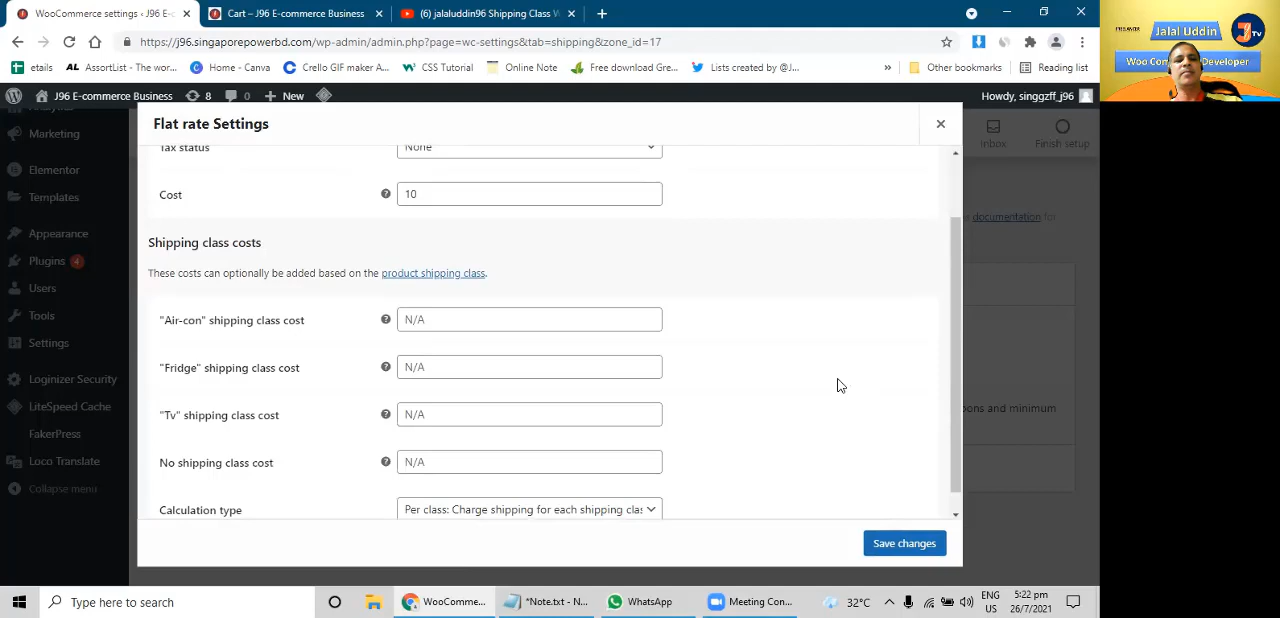 WooCommerce settings ‹ J96 E-c
Cart – J96 E-commerce Business
(6) jalaluddin96 Shipping Class V
https://j96.singaporepowerbd.com/wp-admin/admin.php?page=wc-settings&tab=shipping&zone_id=17
etails
AL AssortList - The wor...
Home - Canva
Crello GIF maker A...
CSS Tutorial
Online Note
Free download Gre...
Lists created by @J...
»
Other bookmarks
Reading list
J96 E-commerce Business
8
0
+ New
Howdy, singgzff_j96
Jalal Uddin
TV
Marketing
Elementor
Templates
Appearance
Plugins 4
Users
Tools
Settings
Loginizer Security
LiteSpeed Cache
FakerPress
Loco Translate
Collapse menu
Flat rate Settings
Inbox
Finish setup
Tax status
None
Cost
10
documentation for
Shipping class costs
These costs can optionally be added based on the product shipping class.
"Air-con" shipping class cost
N/A
"Fridge" shipping class cost
N/A
"Tv" shipping class cost
N/A
No shipping class cost
N/A
Calculation type
Per class: Charge shipping for each shipping clas
pons and minimum
Save changes
Type here to search
WooComme...
*Note.txt - N...
WhatsApp
Meeting Con...
32°C
ENG
US
5:22 pm
26/7/2021